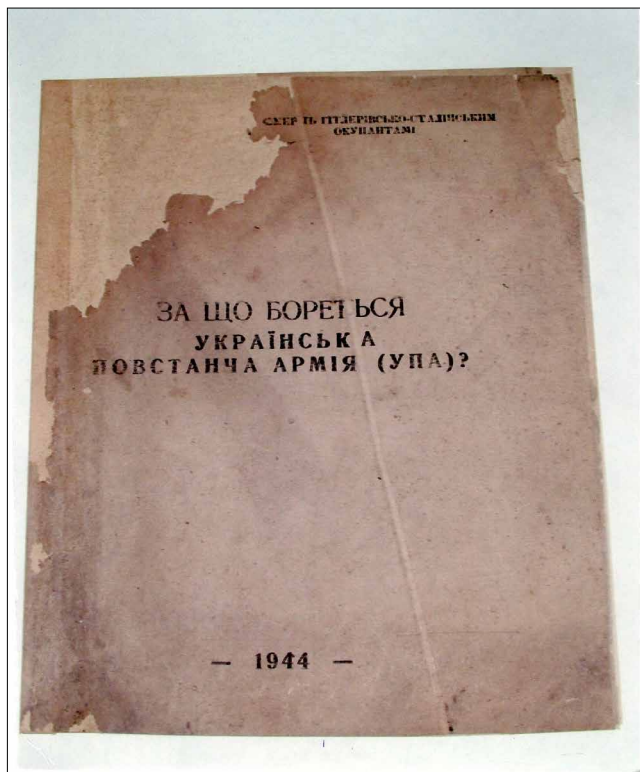 СМЕРТЬ ГІТЛЕРІВСЬКО-СТАЛІНСЬКИМ
ОКУПАНТАМ!
ЗА ЩО БОРЕТЬСЯ
УКРАЇНСЬКА
ПОВСТАНЧА АРМІЯ (УПА)?
— 1944 —